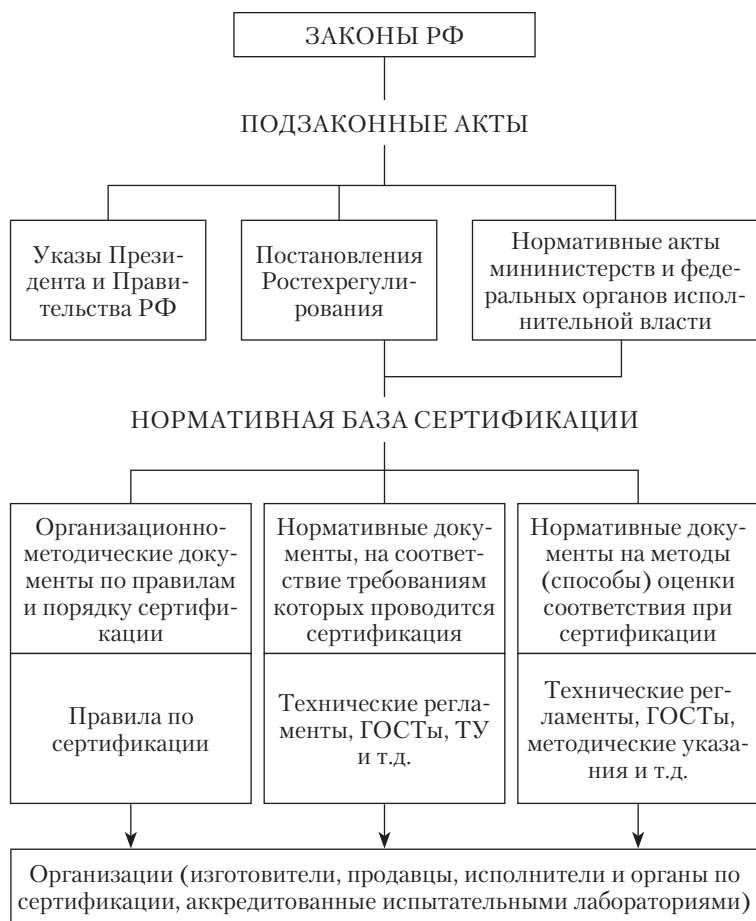 ЗАКОНЫ РФ
ПОДЗАКОННЫЕ АКТЫ
Указы Прези-
дента и Прави-
тельства РФ
Постановления
Ростехрегули-
рования
Нормативные акты
мининистерств и феде-
ральных органов испол-
нительной власти
НОРМАТИВНАЯ БАЗА СЕРТИФИКАЦИИ
Организационно-
методические доку-
менты по правилам
и порядку сертифи-
кации
Нормативные доку-
менты, на соответ-
ствие требованиям
которых проводится
сертификация
Нормативные доку-
менты на методы
(способы) оценки
соответствия при
сертификации
Правила по
сертификации
Технические регла-
менты, ГОСТы, ТУ
и т.д.
Технические рег-
ламенты, ГОСТы,
методические указа-
ния и т.д.
Организации (изготовители, продавцы, исполнители и органы по
сертификации, аккредитованные испытательными лабораториями)